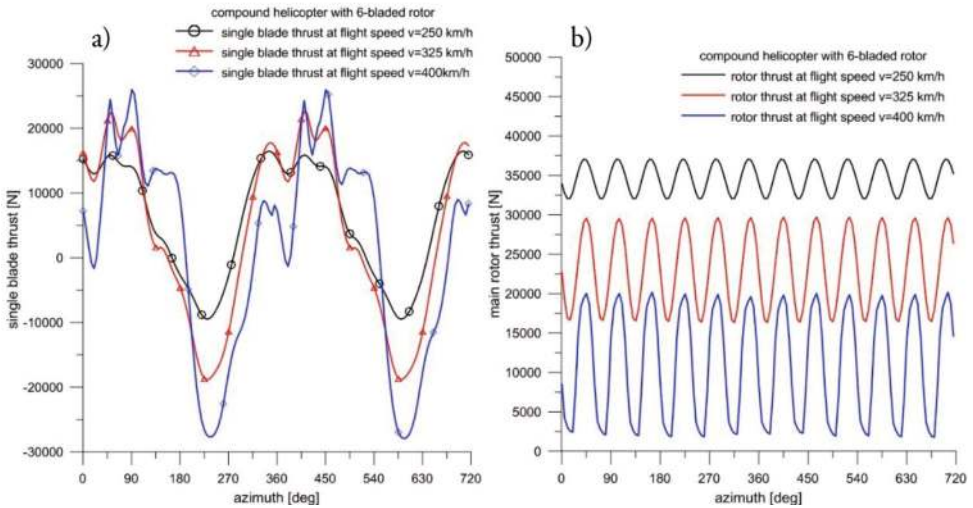 compound helicopter with 6-bladed rotor
a)
single blade thrust at flight speed v=250 km/h
single blade thrust at flight speed v=325 km/h
single blade thrust at flight speed v=400km/h
30000
20000
10000
0
-10000
-20000
-30000
single blade thrust [N]
0
90
180
270
360
450
540
630
720
azimuth [deg]
b)
compound helicopter with 6-bladed rotor
rotor thrust at flight speed v=250 km/h
rotor thrust at flight speed v=325 km/h
rotor thrust at flight speed v=400 km/h
50000
45000
40000
35000
30000
25000
20000
15000
10000
5000
0
main rotor thrust [N]
0
90
180
270
360
450
540
630
720
azimuth [deg]